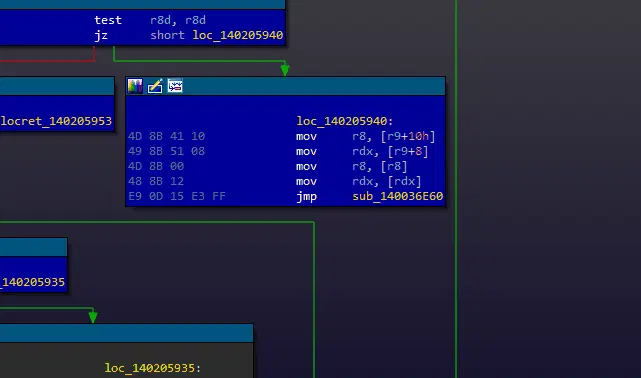 test r8d, r8d
jz short loc_140205940
locret_140205953
loc_140205940:
4D 8B 41 10 mov r8, [r9+10h]
49 8B 51 08 mov rdx, [r9+8]
4D 8B 00 mov r8, [r8]
48 8B 12 mov rdx, [rdx]
E9 0D 15 E3 FF jmp sub_140036E60
_140205935
loc_140205935: